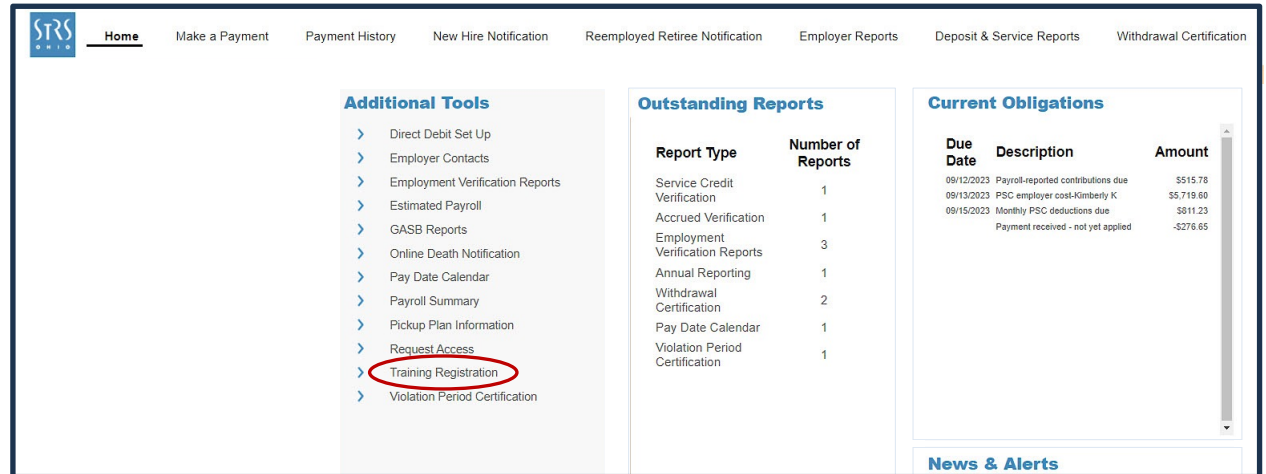 STRS
OHIO
Home Make a Payment Payment History New Hire Notification Reemployed Retiree Notification Employer Reports Deposit & Service Reports Withdrawal Certification
Additional Tools
Direct Debit Set Up
Employer Contacts
Employment Verification Reports
Estimated Payroll
GASB Reports
Online Death Notification
Pay Date Calendar
Payroll Summary
Pickup Plan Information
Request Access
Training Registration
Violation Period Certification
Outstanding Reports
Report Type Number of
Reports
Service Credit
Verification 1
Accrued Verification 1
Employment
Verification Reports 3
Annual Reporting 1
Withdrawal
Certification 2
Pay Date Calendar 1
Violation Period
Certification 1
Current Obligations
Due
Date Description Amount
09/12/2023 Payroll-reported contributions due $515.78
09/13/2023 PSC employer cost-Kimberly K $5,719.60
09/15/2023 Monthly PSC deductions due $811.23
Payment received - not yet applied -$276.65
News & Alerts